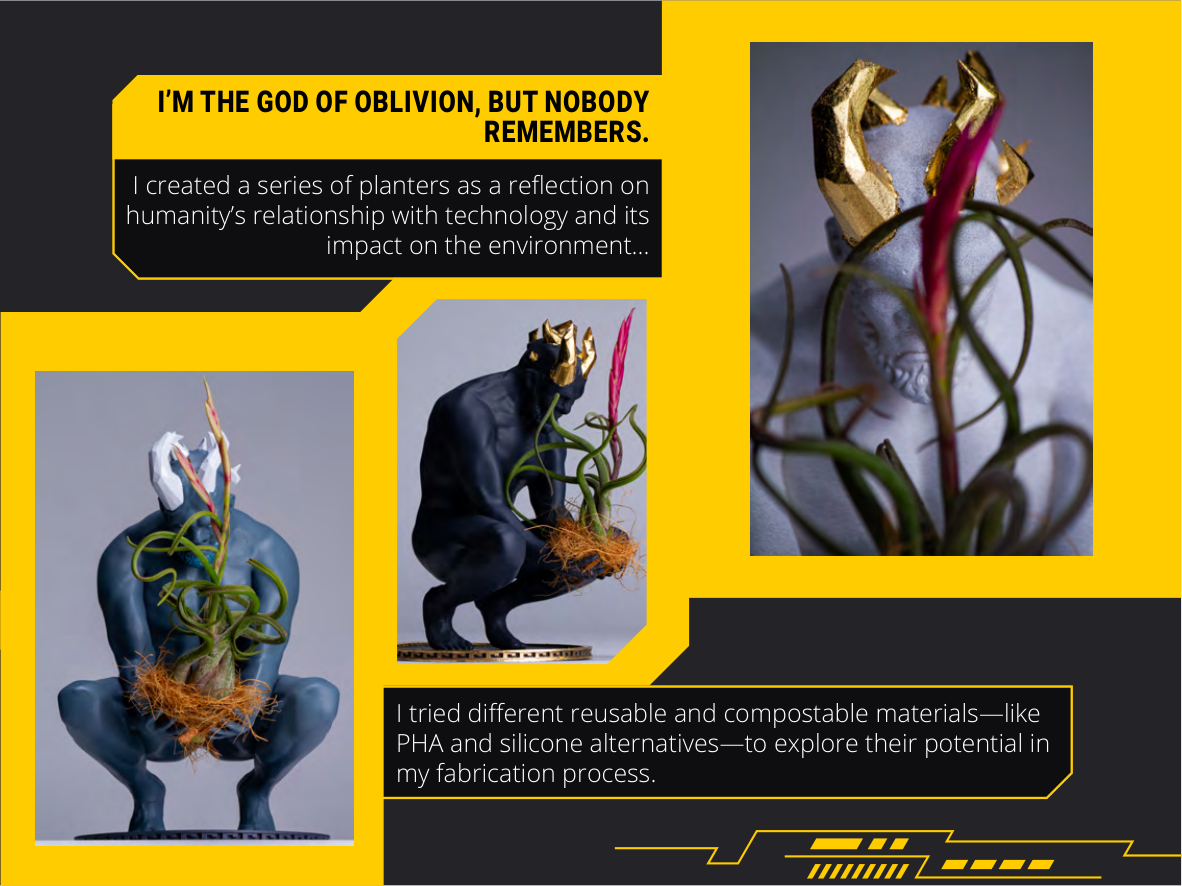 I’M THE GOD OF OBLIVION, BUT NOBODY
REMEMBERS.
I created a series of planters as a reflection on
humanity’s relationship with technology and its
impact on the environment...
I tried different reusable and compostable materials—like
PHA and silicone alternatives—to explore their potential in
my fabrication process.